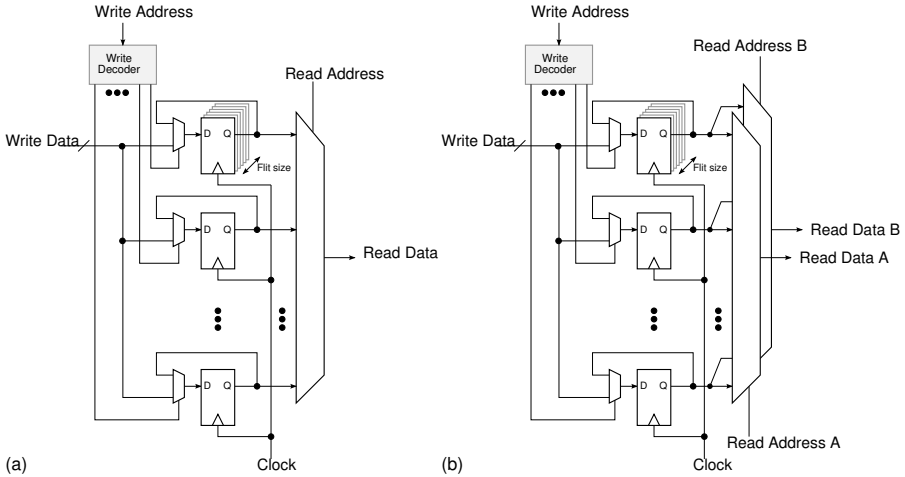 Write Address
Write
Decoder
Read Address
Write Data
D Q
Flit size
D Q
Read Data
D Q
(a)
Clock
Write Address
Write
Decoder
Read Address B
Write Data
D Q
Flit size
D Q
Read Data B
Read Data A
D Q
Read Address A
(b)
Clock